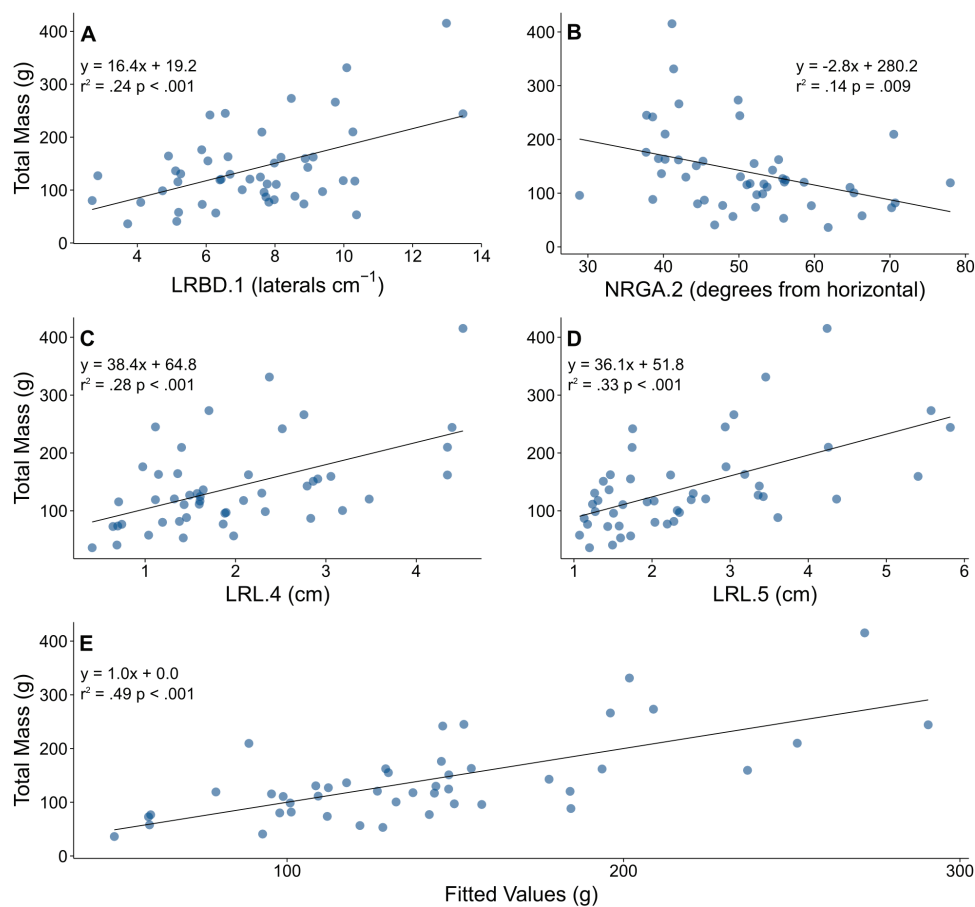 A
y = 16.4x + 19.2
r² = .24 p < .001
Total Mass (g)
400
300
200
100
0
4
6
8
10
12
14
LRBD.1 (laterals cm⁻¹)
B
y = -2.8x + 280.2
r² = .14 p = .009
400
300
200
100
0
30
40
50
60
70
80
NRGA.2 (degrees from horizontal)
C
y = 38.4x + 64.8
r² = .28 p < .001
Total Mass (g)
400
300
200
100
1
2
3
4
LRL.4 (cm)
D
y = 36.1x + 51.8
r² = .33 p < .001
400
300
200
100
1
2
3
4
5
6
LRL.5 (cm)
E
y = 1.0x + 0.0
r² = .49 p < .001
Total Mass (g)
400
300
200
100
0
100
200
300
Fitted Values (g)